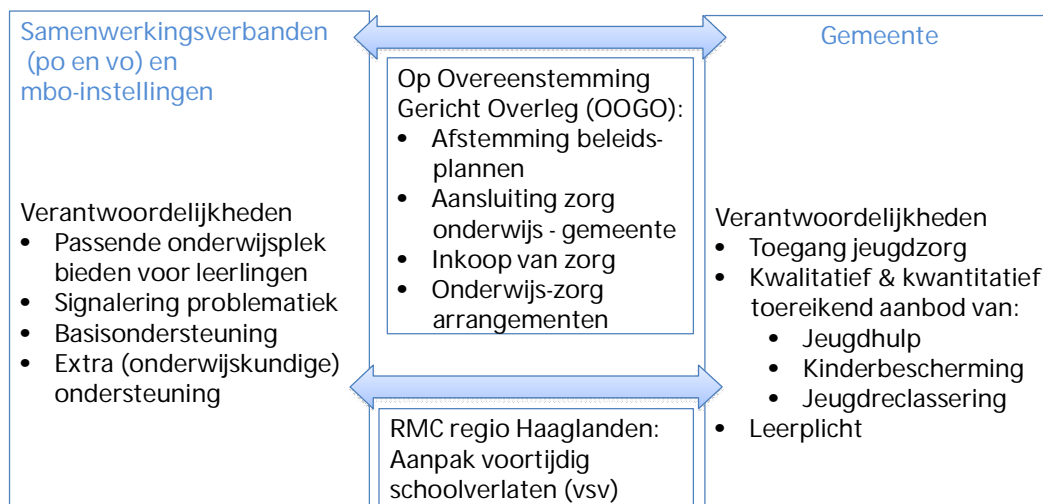 Samenwerkingsverbanden
(po en vo) en
mbo-instellingen
Verantwoordelijkheden
• Passende onderwijsplek
bieden voor leerlingen
• Signalering problematiek
• Basisondersteuning
• Extra (onderwijskundige)
ondersteuning
Op Overeenstemming
Gericht Overleg (OOGO):
• Afstemming beleids-
plannen
• Aansluiting zorg
onderwijs - gemeente
• Inkoop van zorg
• Onderwijs-zorg
arrangementen
RMC regio Haaglanden:
Aanpak voortijdig
schoolverlaten (vsv)
Gemeente
Verantwoordelijkheden
• Toegang jeugdzorg
• Kwalitatief & kwantitatief
toereikend aanbod van:
• Jeugdhulp
• Kinderbescherming
• Jeugdreclassering
• Leerplicht